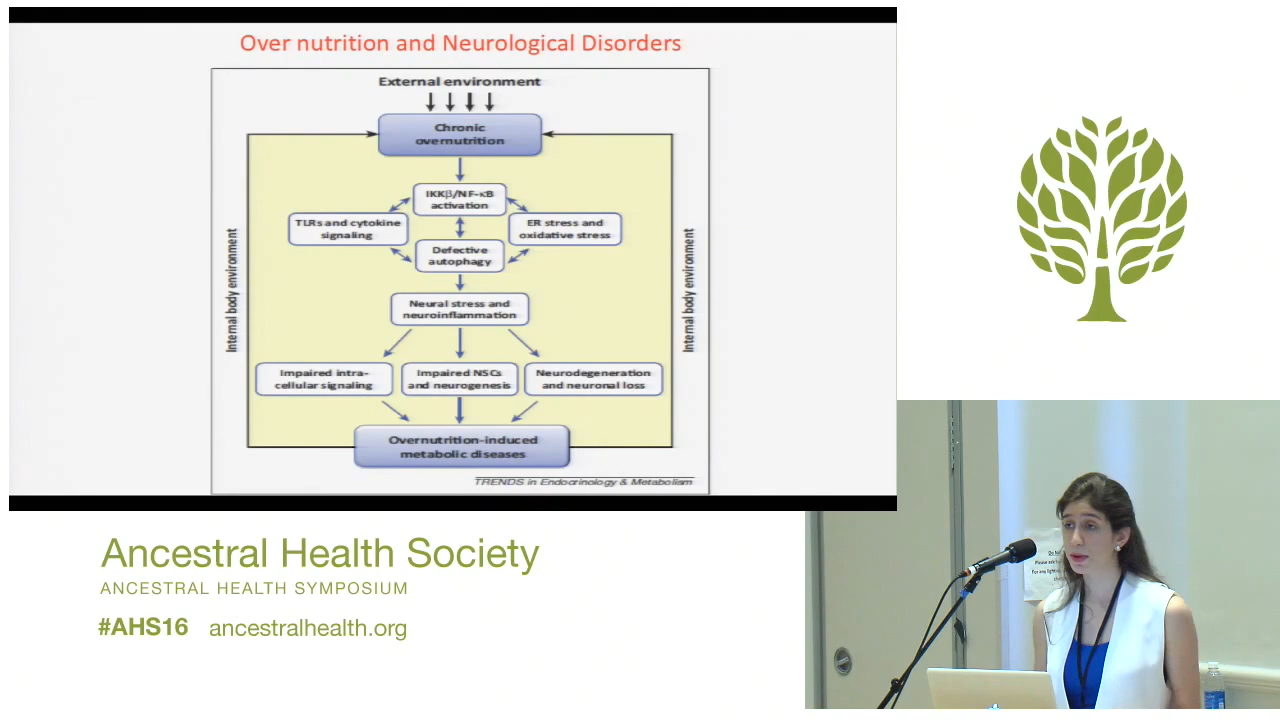 Over nutrition and Neurological Disorders
External environment
Chronic
overnutrition
IKKβ/NF-κB
activation
TLRs and cytokine
signaling
ER stress and
oxidative stress
Defective
autophagy
Neural stress and
neuroinflammation
Internal body environment
Internal body environment
Impaired intra-
cellular signaling
Impaired NSCs
and neurogenesis
Neurodegeneration
and neuronal loss
Overnutrition-induced
metabolic diseases
TRENDS in Endocrinology & Metabolism
Ancestral Health Society
ANCESTRAL HEALTH SYMPOSIUM
#AHS16 ancestralhealth.org